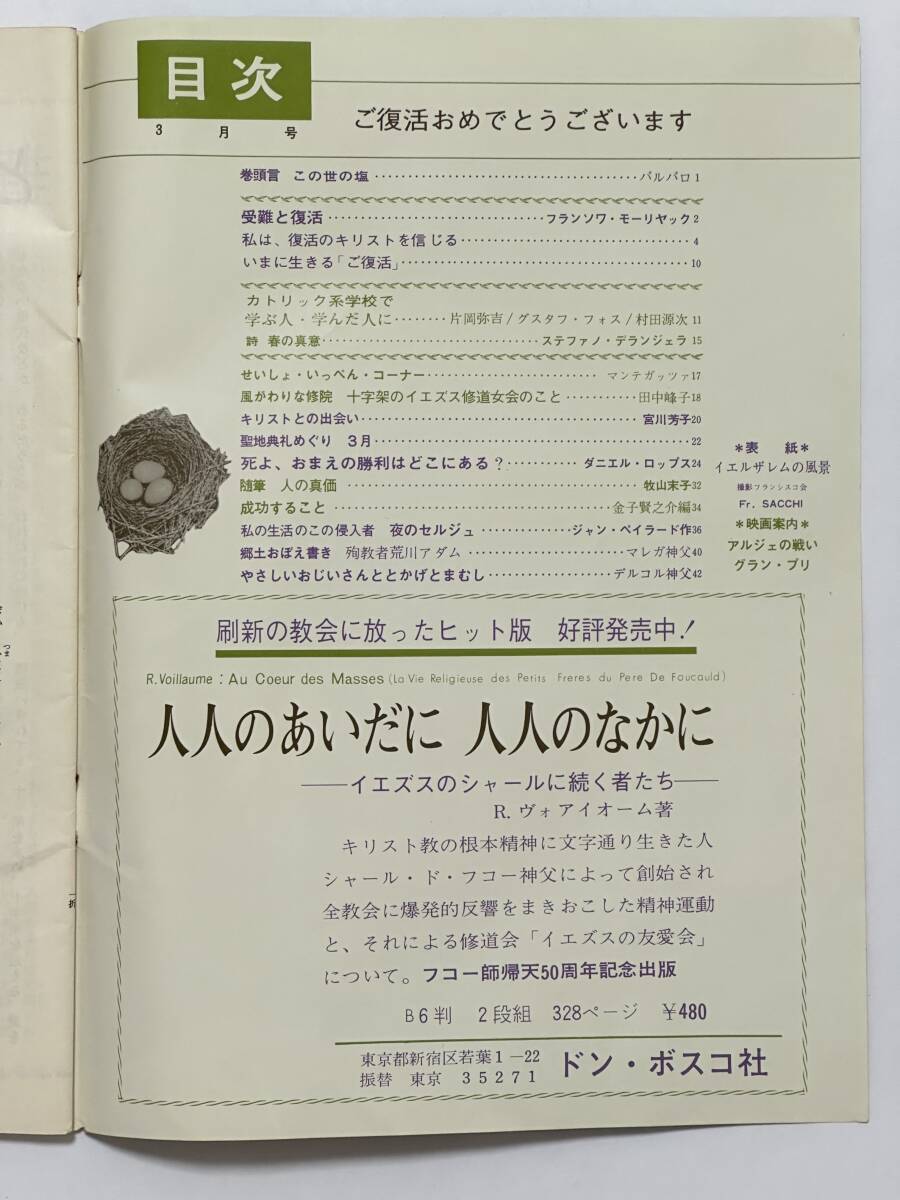 目次
3月号
ご復活おめでとうございます
巻頭言 この世の塩……………………………………バルバロ 1
受難と復活………………………………フランソワ・モーリヤック 2
私は、復活のキリストを信じる………………………………… 4
いまに生きる「ご復活」………………………………………… 10
カトリック系学校で
学ぶ人・学んだ人に………片岡弥吉/グスタフ・フォス/村田源次 11
詩 春の真意………………………………ステファノ・デランジェラ 15
せいしょ・いっぺん・コーナー………………………マンテガッツァ 17
風がわりな修院 十字架のイエズス修道女会のこと…………田中峰子 18
キリストとの出会い………………………………………………宮川芳子 20
聖地典礼めぐり 3月……………………………………………… 22
死よ、おまえの勝利はどこにある?…………ダニエル・ロップス 24
随筆 人の真価……………………………………………………牧山末子 32
成功すること………………………………………………金子賢之介編 34
私の生活のこの侵入者 夜のセルジュ……………ジャン・ペイラード作 36
郷土おぼえ書き 殉教者荒川アダム………………………マレガ神父 40
やさしいおじいさんととかげとまむし………………デルコル神父 42
*表紙*
イエルザレムの風景
撮影フランシスコ会
Fr. SACCHI
*映画案内*
アルジェの戦い
グラン・プリ
刷新の教会に放ったヒット版 好評発売中!
R.Voillaume : Au Coeur des Masses (La Vie Religieuse des Petits Freres du Pere De Foucauld)
人人のあいだに 人人のなかに
——イエズスのシャールに続く者たち——
R. ヴォアイオーム著
キリスト教の根本精神に文字通り生きた人
シャール・ド・フコー神父によって創始され
全教会に爆発的反響をまきおこした精神運動
と、それによる修道会「イエズスの友愛会」
について。フコー師帰天50周年記念出版
B6判 2段組 328ページ ¥480
東京都新宿区若葉1—22
振替 東京 35271
ドン・ボスコ社